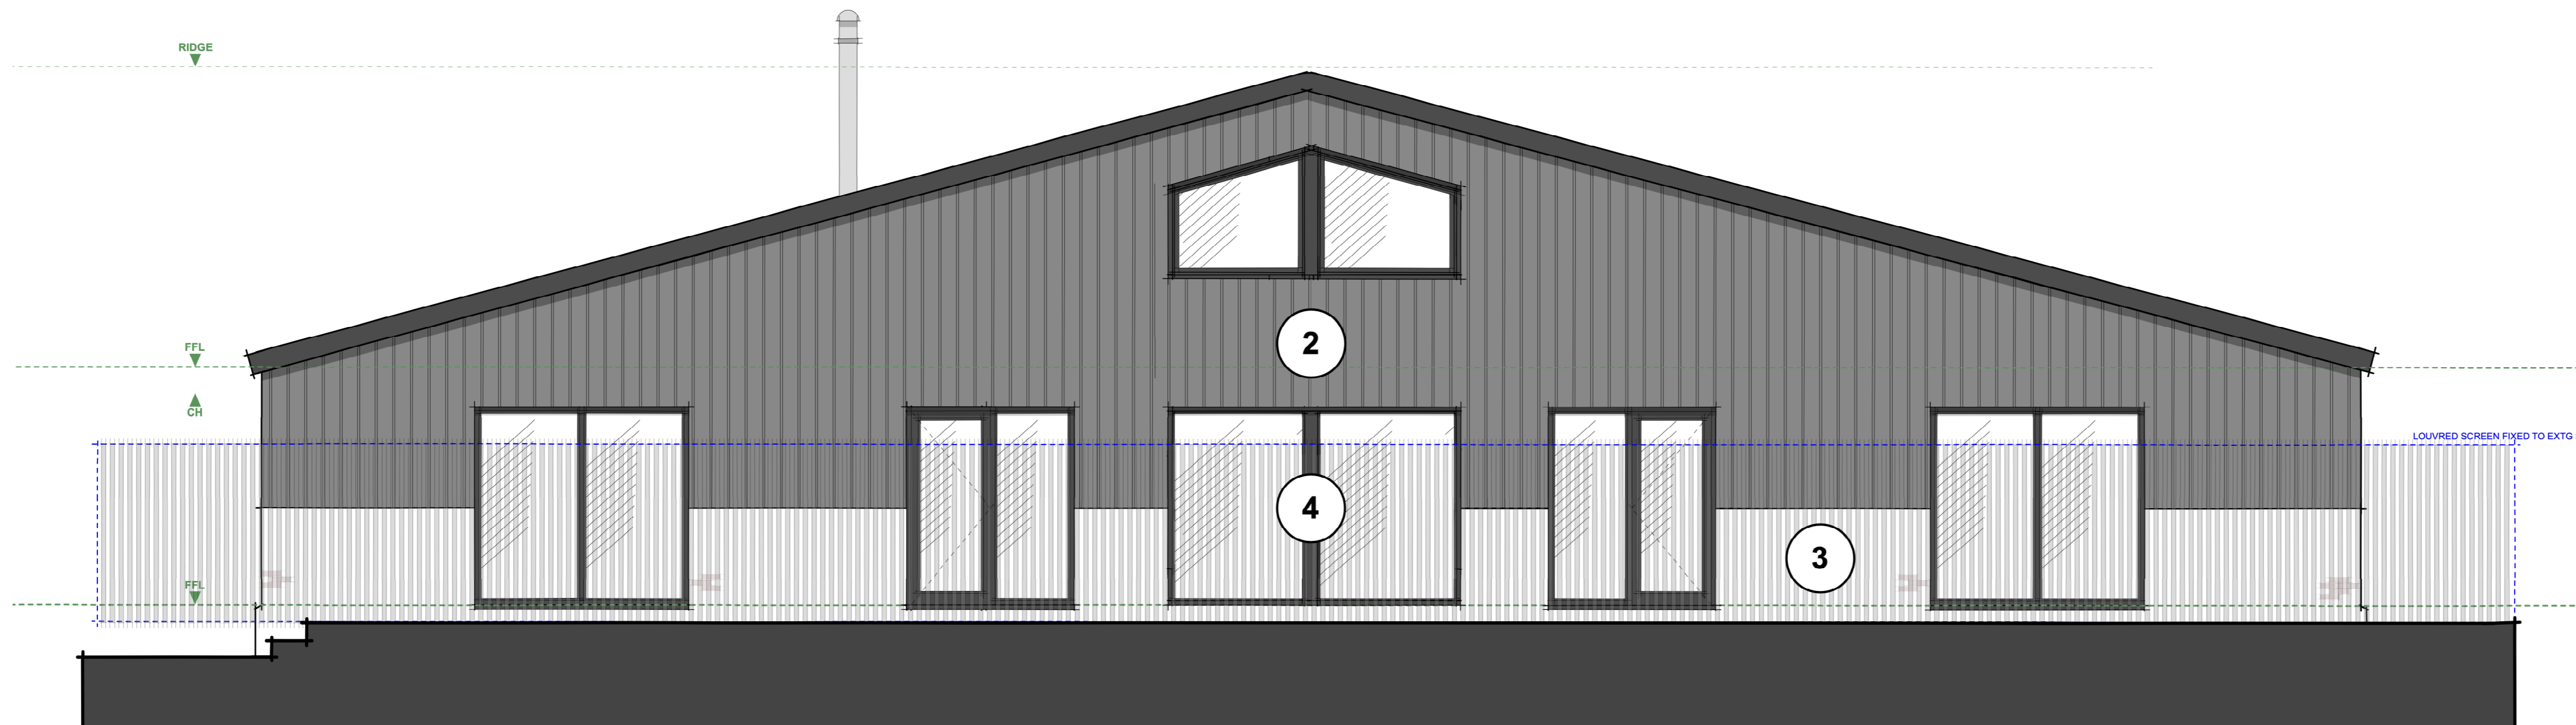 RIDGE
FFL
CH
LOUVRED SCREEN FIXED TO EXTG
FFL
2
4
3